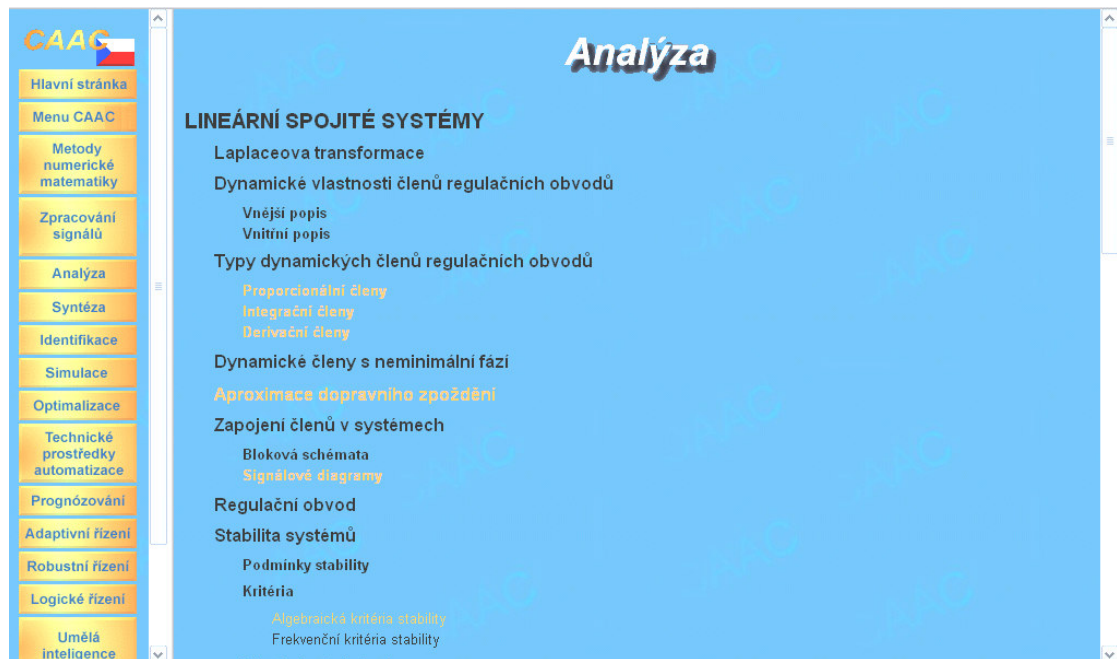 CAAC
Hlavní stránka
Menu CAAC
Metody
numerické
matematiky
Zpracování
signálů
Analýza
Syntéza
Identifikace
Simulace
Optimalizace
Technické
prostředky
automatizace
Prognózování
Adaptivní řízení
Robustní řízení
Logické řízení
Umělá
inteligence
Analýza
LINEÁRNÍ SPOJITÉ SYSTÉMY
Laplaceova transformace
Dynamické vlastnosti členů regulačních obvodů
Vnější popis
Vnitřní popis
Typy dynamických členů regulačních obvodů
Proporcionální členy
Integrační členy
Derivační členy
Dynamické členy s neminimální fází
Aproximace dopravního zpoždění
Zapojení členů v systémech
Bloková schémata
Signálové diagramy
Regulační obvod
Stabilita systémů
Podmínky stability
Kritéria
Algebraická kritéria stability
Frekvenční kritéria stability